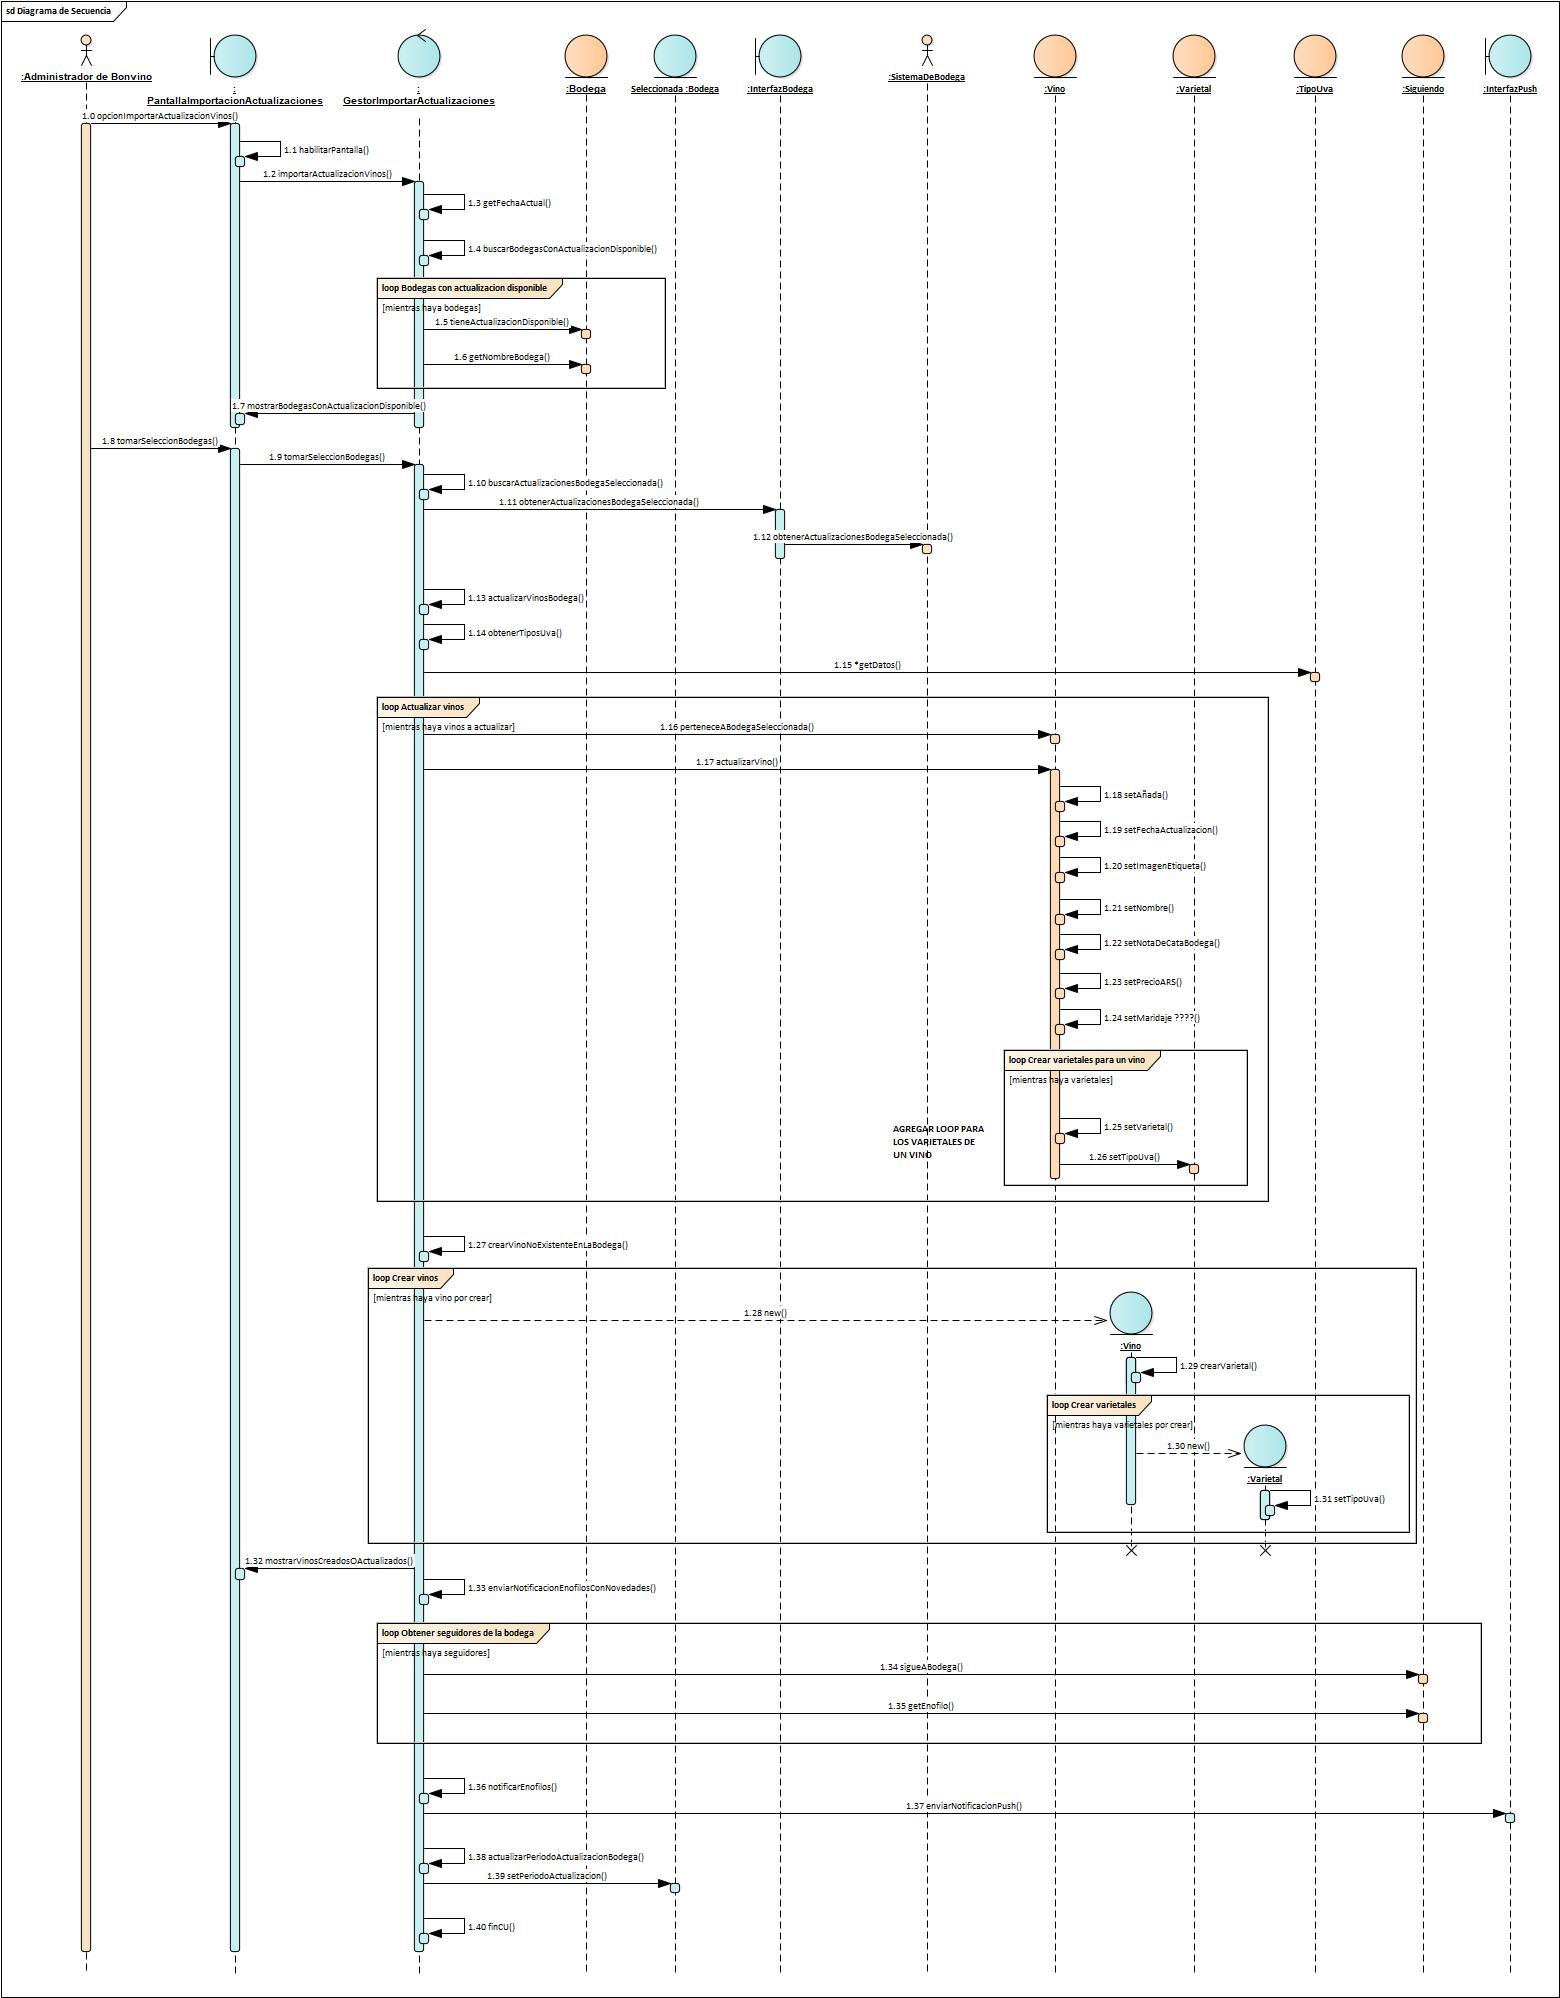 sd Diagrama de Secuencia
:Administrador de Bonvino
:
PantallaImportacionActualizaciones
:
GestorImportarActualizaciones
:Bodega
Seleccionada :Bodega
:InterfazBodega
:SistemaDeBodega
:Vino
:Varietal
:TipoUva
:Siguiendo
:InterfazPush
1.0 opcionImportarActualizacionVinos()
1.1 habilitarPantalla()
1.2 importarActualizacionVinos()
1.3 getFechaActual()
1.4 buscarBodegasConActualizacionDisponible()
loop Bodegas con actualizacion disponible
[mientras haya bodegas]
1.5 tieneActualizacionDisponible()
1.6 getNombreBodega()
1.7 mostrarBodegasConActualizacionDisponible()
1.8 tomarSeleccionBodegas()
1.9 tomarSeleccionBodegas()
1.10 buscarActualizacionesBodegaSeleccionada()
1.11 obtenerActualizacionesBodegaSeleccionada()
1.12 obtenerActualizacionesBodegaSeleccionada()
1.13 actualizarVinosBodega()
1.14 obtenerTiposUva()
1.15 *getDatos()
loop Actualizar vinos
[mientras haya vinos a actualizar]
1.16 perteneceABodegaSeleccionada()
1.17 actualizarVino()
1.18 setAñada()
1.19 setFechaActualizacion()
1.20 setImagenEtiqueta()
1.21 setNombre()
1.22 setNotaDeCataBodega()
1.23 setPrecioARS()
1.24 setMaridaje ????()
loop Crear varietales para un vino
[mientras haya varietales]
1.25 setVarietal()
AGREGAR LOOP PARA
LOS VARIETALES DE
UN VINO
1.26 setTipoUva()
1.27 crearVinoNoExistenteEnLaBodega()
loop Crear vinos
[mientras haya vino por crear]
1.28 new()
:Vino
1.29 crearVarietal()
loop Crear varietales
[mientras haya varietales por crear]
1.30 new()
:Varietal
1.31 setTipoUva()
1.32 mostrarVinosCreadosOActualizados()
1.33 enviarNotificacionEnofilosConNovedades()
loop Obtener seguidores de la bodega
[mientras haya seguidores]
1.34 sigueABodega()
1.35 getEnofilo()
1.36 notificarEnofilos()
1.37 enviarNotificacionPush()
1.38 actualizarPeriodoActualizacionBodega()
1.39 setPeriodoActualizacion()
1.40 finCU()